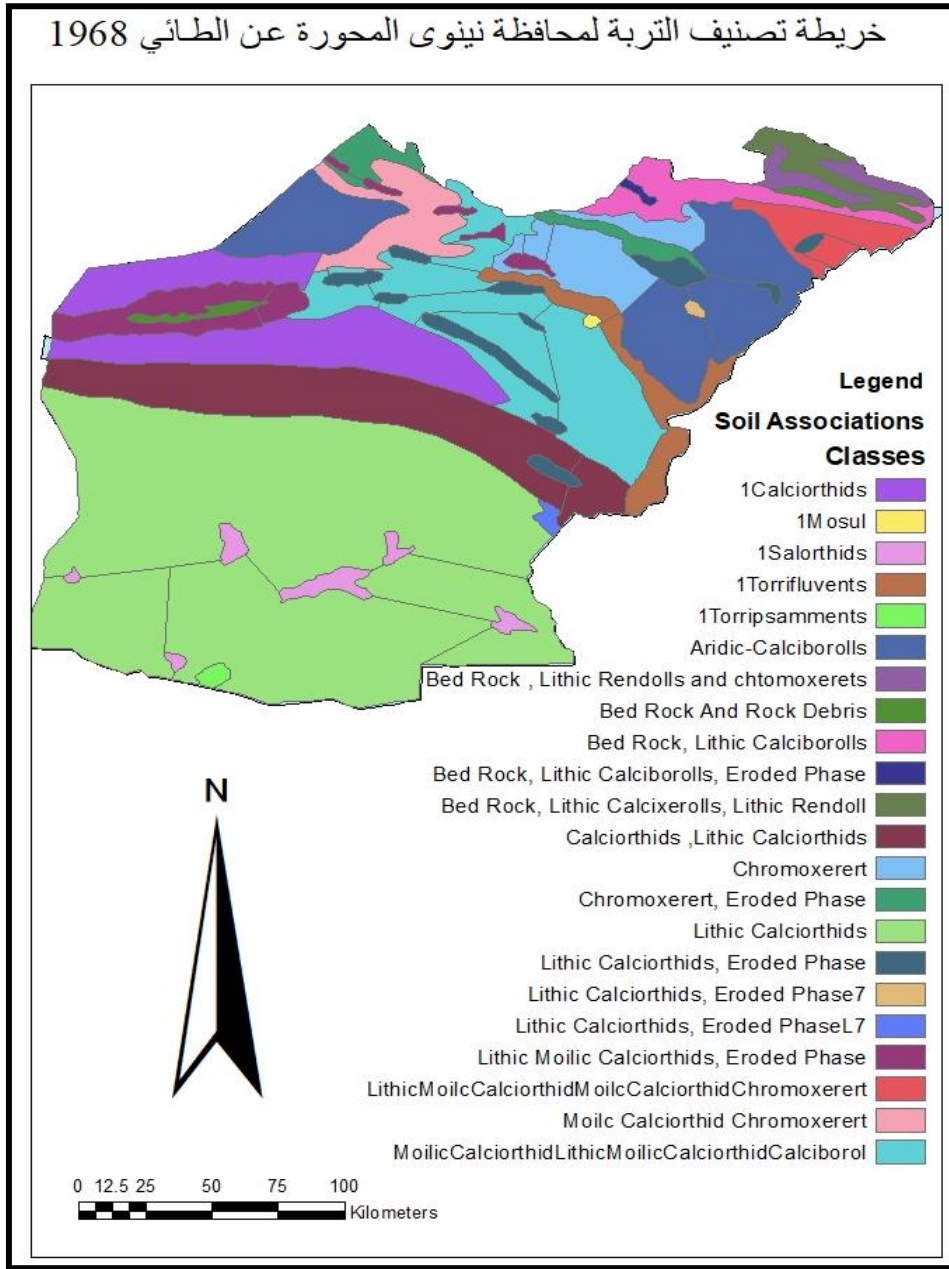 خريطة تصنيف التربة لمحافظة نينوى المحورة عن الطائي 1968
Legend
Soil Associations
Classes
1Calciorthids
1Mosul
1Salorthids
1Torrifluvents
1Torripsamments
Aridic-Calciborolls
Bed Rock , Lithic Rendolls and chtomoxerets
Bed Rock And Rock Debris
Bed Rock, Lithic Calciborolls
Bed Rock, Lithic Calciborolls, Eroded Phase
Bed Rock, Lithic Calcixerolls, Lithic Rendoll
Calciorthids ,Lithic Calciorthids
Chromoxerert
Chromoxerert, Eroded Phase
Lithic Calciorthids
Lithic Calciorthids, Eroded Phase
Lithic Calciorthids, Eroded Phase7
Lithic Calciorthids, Eroded PhaseL7
Lithic Moilic Calciorthids, Eroded Phase
LithicMoilcCalciorthidMoilcCalciorthidChromoxerert
Moilc Calciorthid Chromoxerert
MoilicCalciorthidLithicMoilicCalciorthidCalciborol
N
0 12.5 25 50 75 100
Kilometers